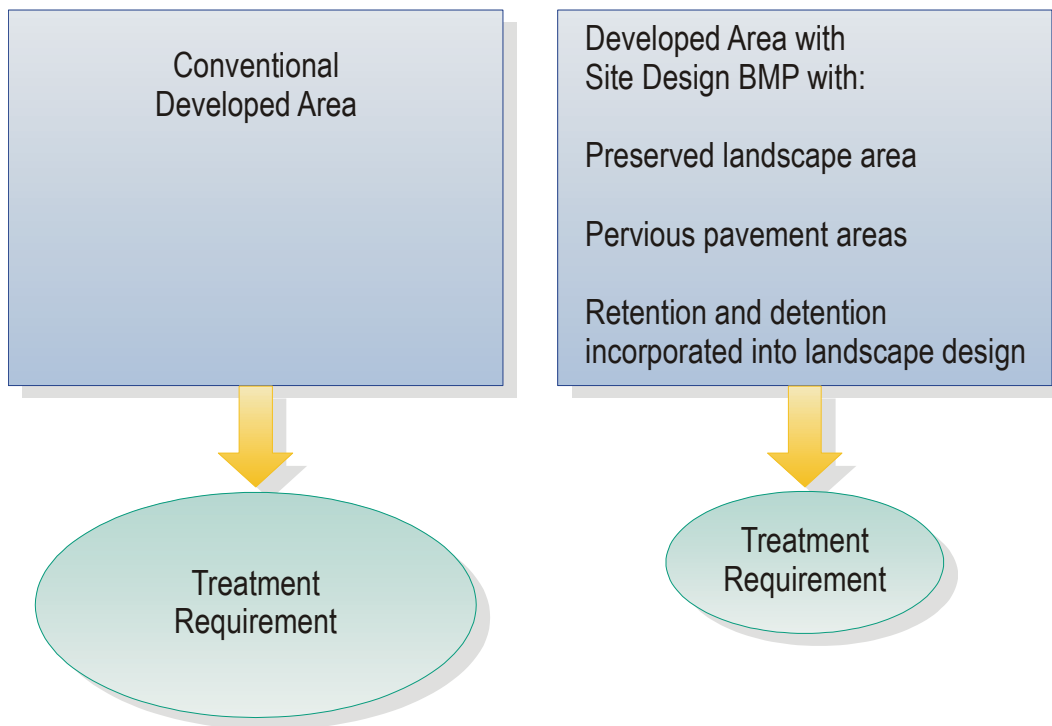 Conventional
Developed Area
Treatment
Requirement
Developed Area with
Site Design BMP with:
Preserved landscape area
Pervious pavement areas
Retention and detention
incorporated into landscape design
Treatment
Requirement